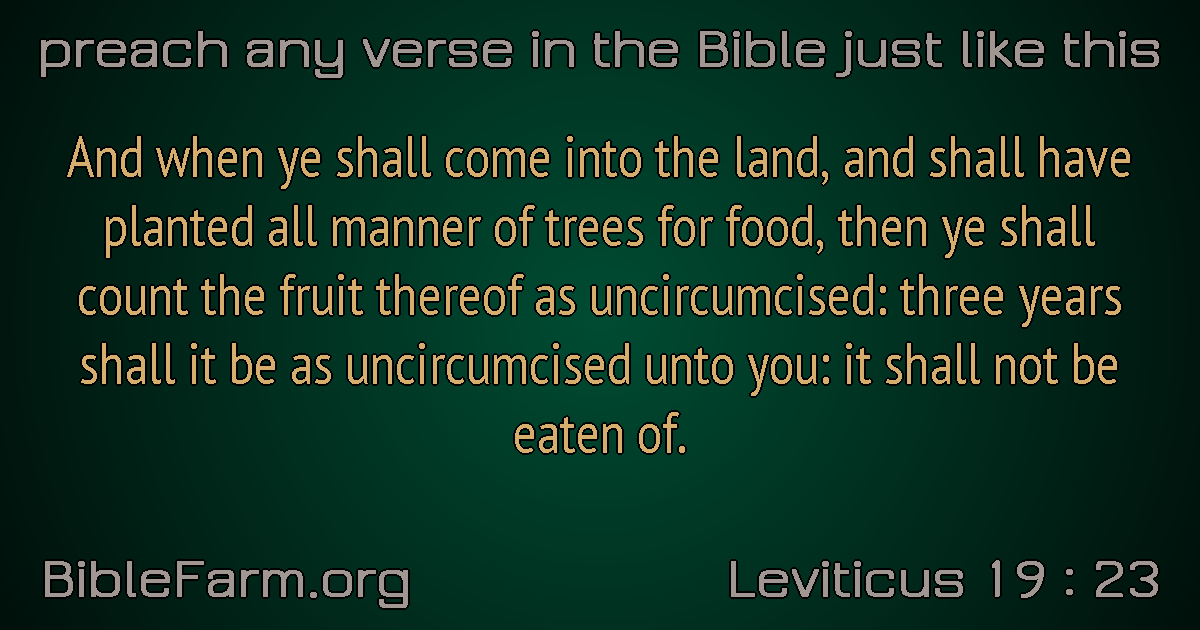 preach any verse in the Bible just like this
And when ye shall come into the land, and shall have
planted all manner of trees for food, then ye shall
count the fruit thereof as uncircumcised: three years
shall it be as uncircumcised unto you: it shall not be
eaten of.
BibleFarm.org
Leviticus 19 : 23